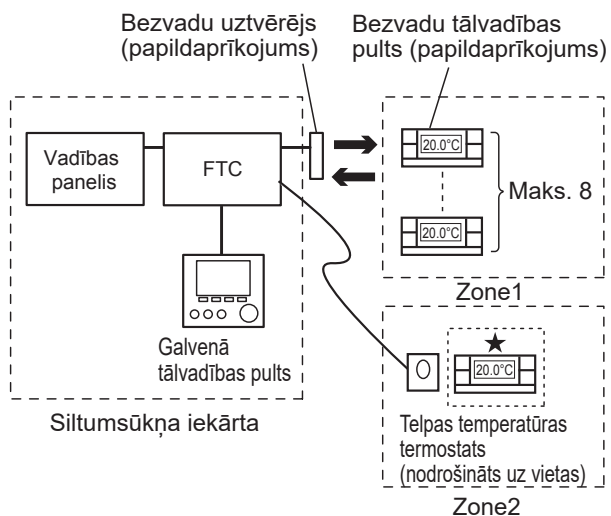 Bezvadu uztvērējs
(papildaprīkojums)
Bezvadu tālvadības
pults (papildaprīkojums)
Vadības
panelis
FTC
20.0°C
Maks. 8
20.0°C
Zone1
Galvenā
tālvadības pults
Siltumsūkņa iekārta
20.0°C
Telpas temperatūras
termostats
(nodrošināts uz vietas)
Zone2